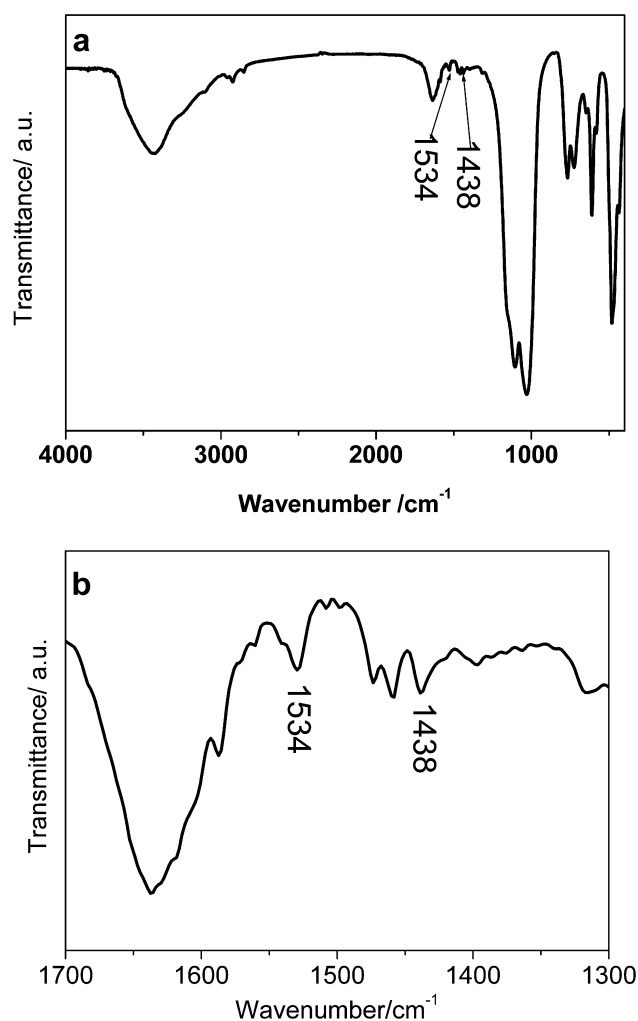 a
Transmittance/ a.u.
1534
1438
4000 3000 2000 1000
Wavenumber /cm⁻¹
b
Transmittance/ a.u.
1534
1438
1700 1600 1500 1400 1300
Wavenumber/cm⁻¹